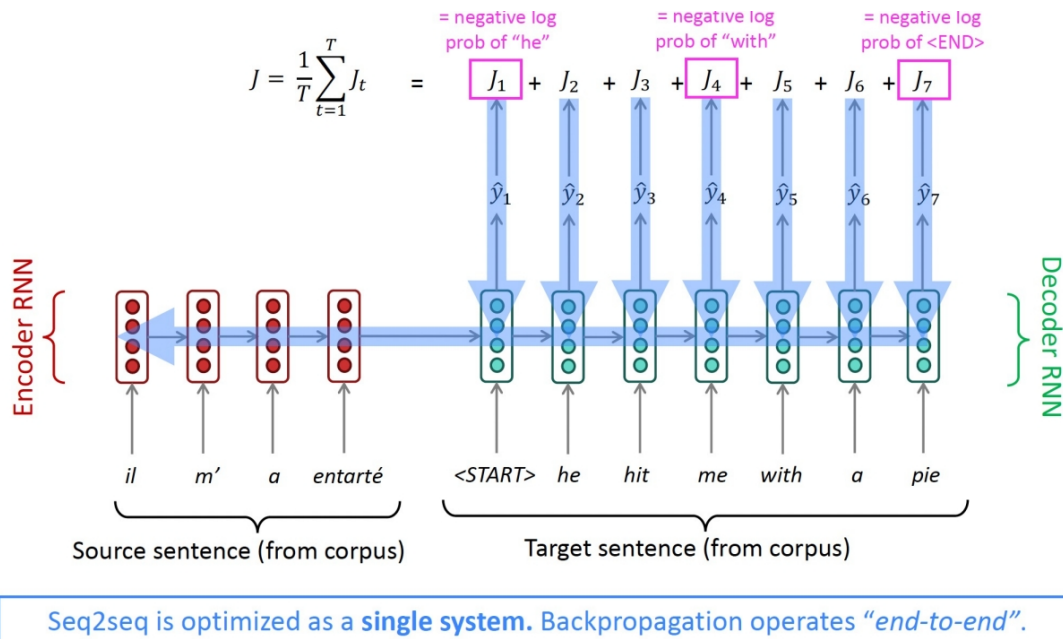 = negative log
prob of “he”
= negative log
prob of “with”
= negative log
prob of <END>
J = 1/T ∑_{t=1}^{T} J_t = J₁ + J₂ + J₃ + J₄ + J₅ + J₆ + J₇
ŷ₁ ŷ₂ ŷ₃ ŷ₄ ŷ₅ ŷ₆ ŷ₇
Encoder RNN
Decoder RNN
il m’ a entarté <START> he hit me with a pie
Source sentence (from corpus)
Target sentence (from corpus)
Seq2seq is optimized as a single system. Backpropagation operates “end-to-end”.